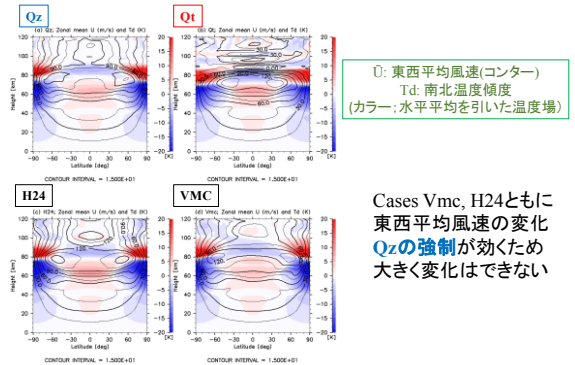 Qz
Qt
(a) Qz; Zonal mean U (m/s) and Td (K)
(b) Qt; Zonal mean U (m/s) and Td (K)
Height [km]
Latitude [deg]
[K]
CONTOUR INTERVAL = 1.500E+01
CONTOUR INTERVAL = 1.500E+01
Ū: 東西平均風速(コンター)
Td: 南北温度傾度
(カラー; 水平平均を引いた温度場)
H24
VMC
(c) H24; Zonal mean U (m/s) and Td (K)
(d) Vmc; Zonal mean U (m/s) and Td (K)
Height [km]
Latitude [deg]
[K]
CONTOUR INTERVAL = 1.500E+01
CONTOUR INTERVAL = 1.500E+01
Cases Vmc, H24ともに
東西平均風速の変化
Qzの強制が効くため
大きく変化はできない